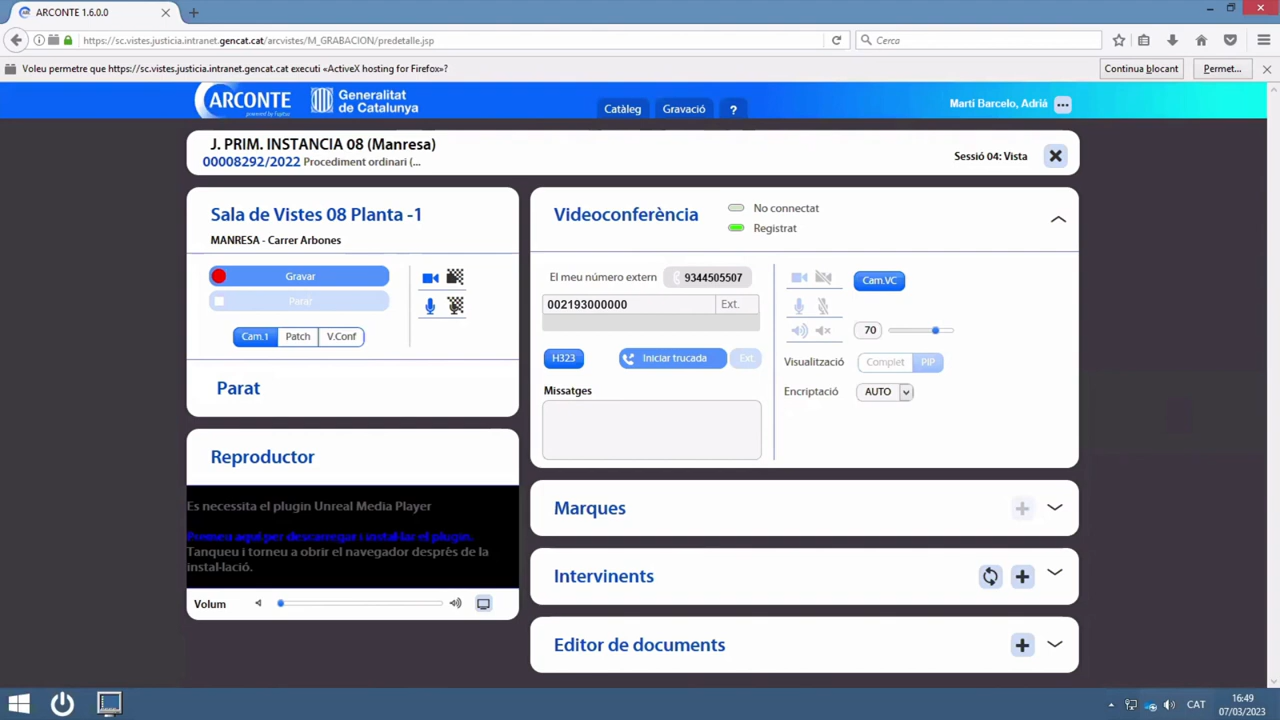 ARCONTE 1.6.0.0
https://sc.vistes.justicia.intranet.gencat.cat/arcvistes/M_GRABACION/predetalle.jsp
Cerca
Voleu permetre que https://sc.vistes.justicia.intranet.gencat.cat executi «ActiveX hosting for Firefox»?
Continua blocant
Permet...
ARCONTE
powered by Fujitsu
Generalitat
de Catalunya
Catàleg
Gravació
?
Martí Barcelo, Adrià
J. PRIM. INSTANCIA 08 (Manresa)
00008292/2022 Procediment ordinari (...
Sessió 04: Vista
Sala de Vistes 08 Planta -1
MANRESA - Carrer Arbones
Gravar
Parar
Cam.1
Patch
V.Conf
Parat
Reproductor
Es necessita el plugin Unreal Media Player
Premeu aquí per descarregar i instal·lar el plugin.
Tanqueu i torneu a obrir el navegador després de la
instal·lació.
Volum
Videoconferència
No connectat
Registrat
El meu número extern
9344505507
002193000000
Ext.
H323
Iniciar trucada
Ext
Missatges
Cam.VC
70
Visualització
Complet
PIP
Encriptació
AUTO
Marques
Intervinents
Editor de documents
CAT
16:49
07/03/2023